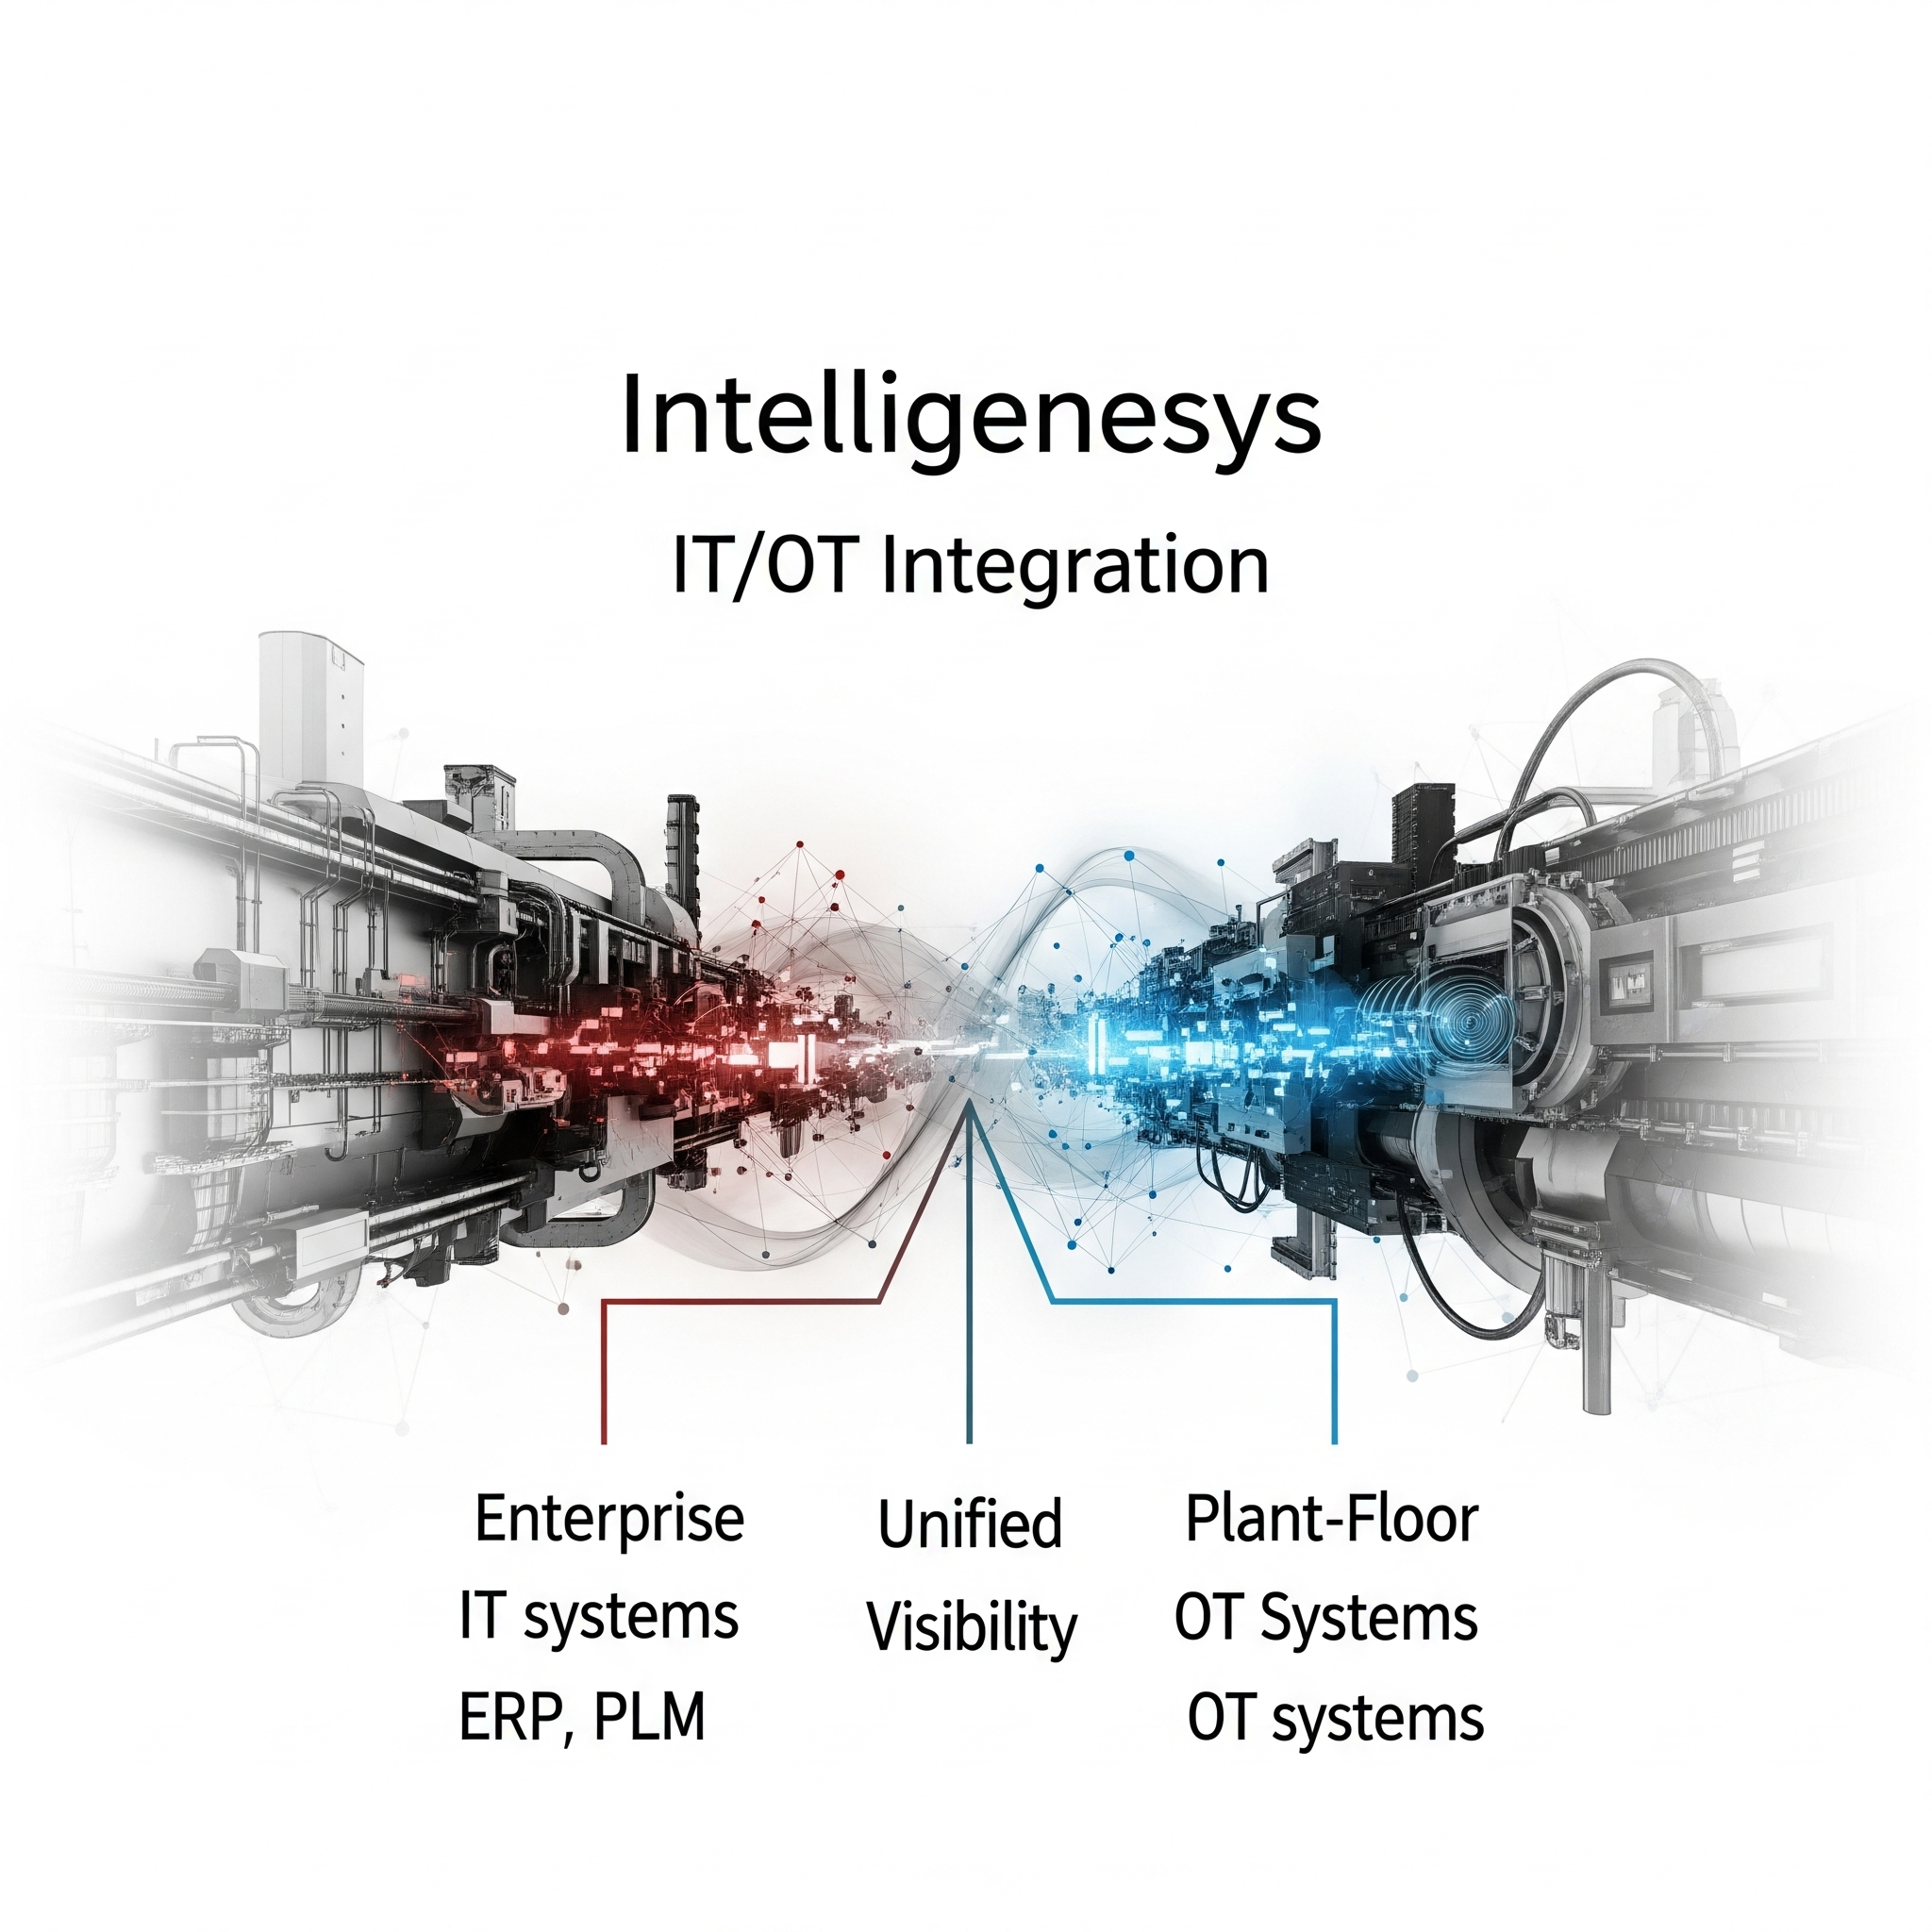 Intelligenesys
IT/OT Integration
Enterprise
IT systems
ERP, PLM
Unified
Visibility
Plant-Floor
OT Systems
OT systems